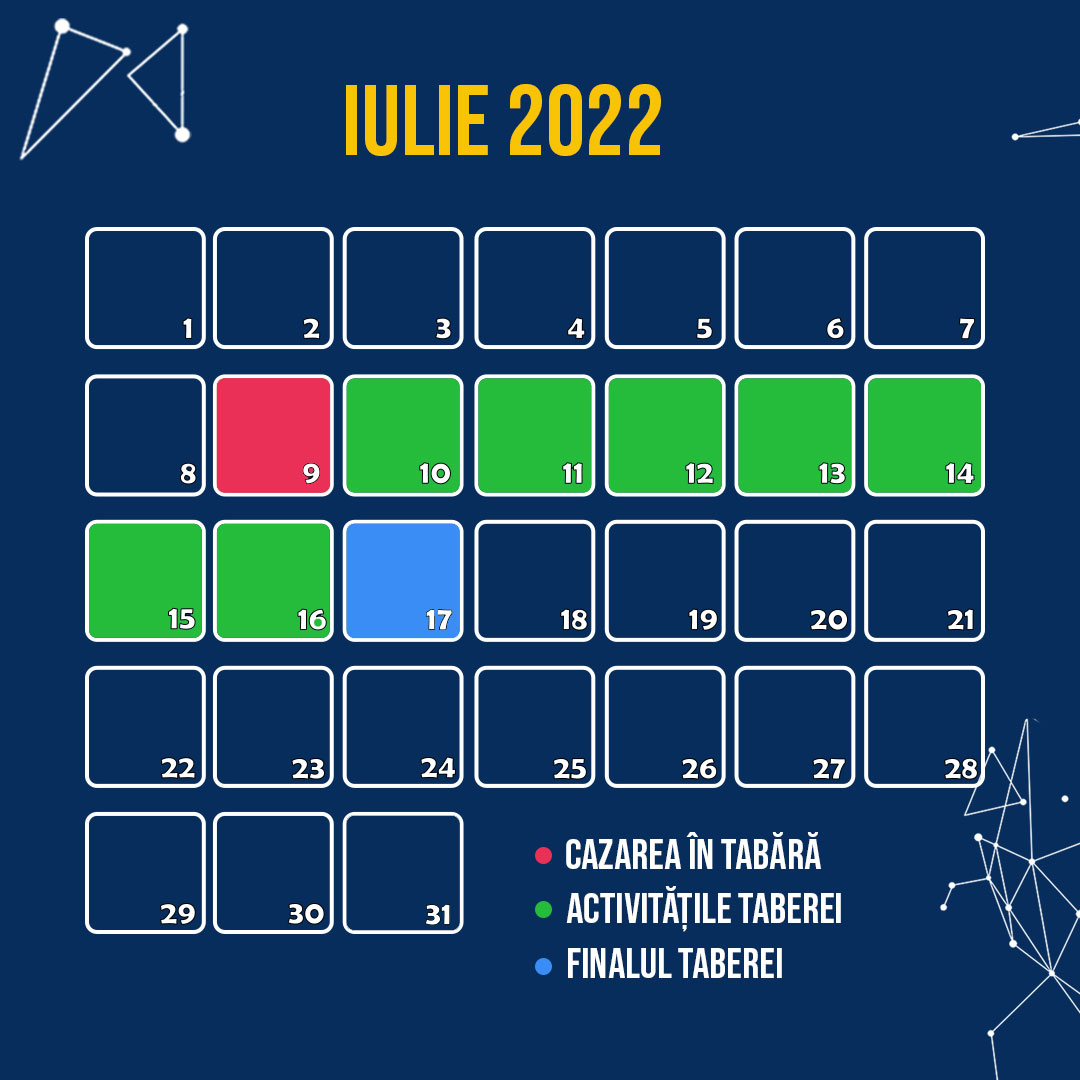 IULIE 2022
1 2 3 4 5 6 7
8 9 10 11 12 13 14
15 16 17 18 19 20 21
22 23 24 25 26 27 28
29 30 31
CAZAREA ÎN TABĂRĂ
ACTIVITĂȚILE TABEREI
FINALUL TABEREI